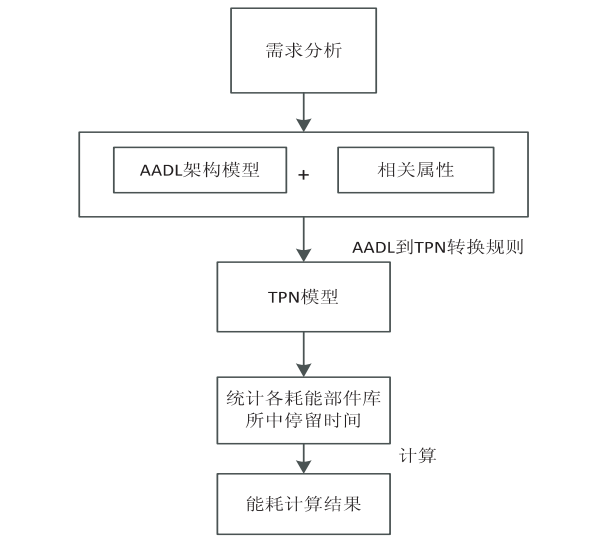 需求分析
AADL架构模型 + 相关属性
AADL到TPN转换规则
TPN模型
统计各耗能部件库
所中停留时间
计算
能耗计算结果